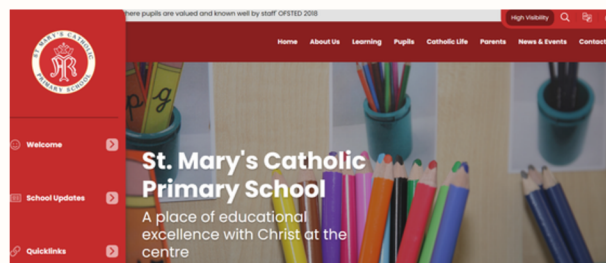 here pupils are valued and known well by staff' OFSTED 2018
High Visibility
ST. MARY'S CATHOLIC
PRIMARY SCHOOL
Home About Us Learning Pupils Catholic Life Parents News & Events Contact
p g
Welcome
St. Mary's Catholic
Primary School
School Updates
A place of educational
excellence with Christ at the
centre
Quicklinks